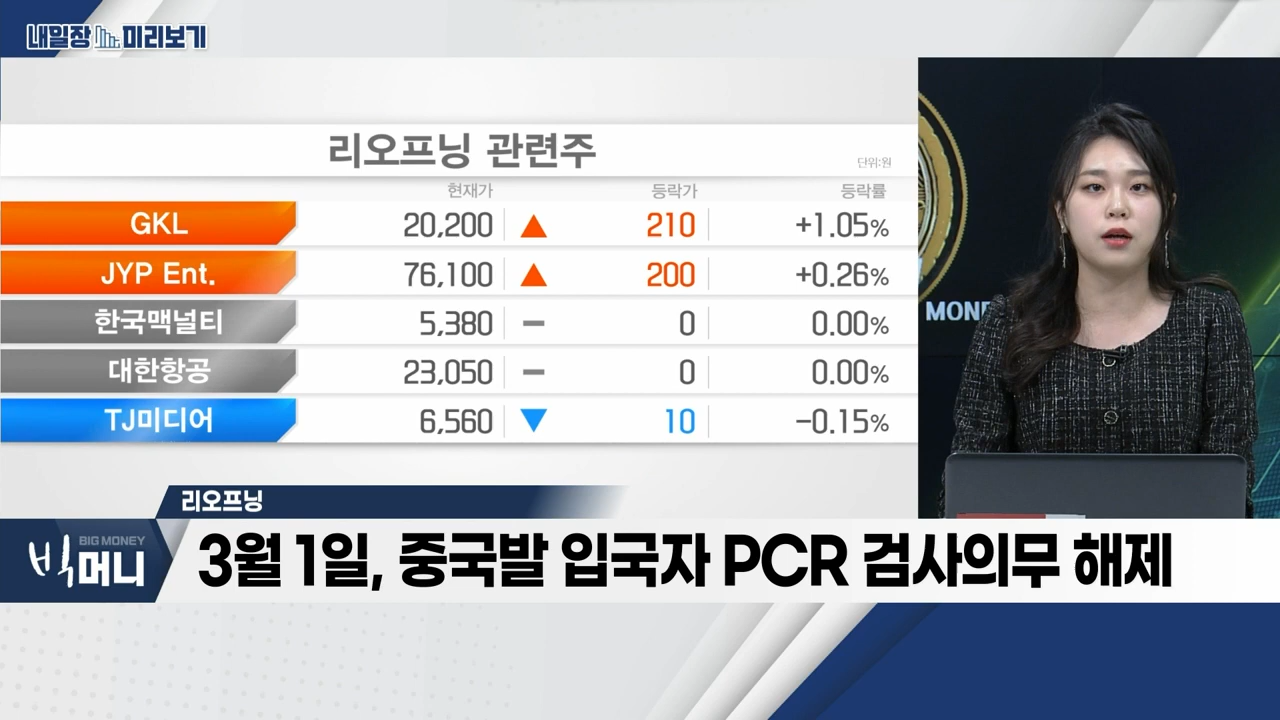 내일장 미리보기
리오프닝 관련주
단위:원
현재가 등락가 등락률
GKL 20,200 ▲ 210 +1.05%
JYP Ent. 76,100 ▲ 200 +0.26%
한국맥널티 5,380 － 0 0.00%
대한항공 23,050 － 0 0.00%
TJ미디어 6,560 ▼ 10 -0.15%
MONE
리오프닝
BIG MONEY
빅머니
3월 1일, 중국발 입국자 PCR 검사의무 해제